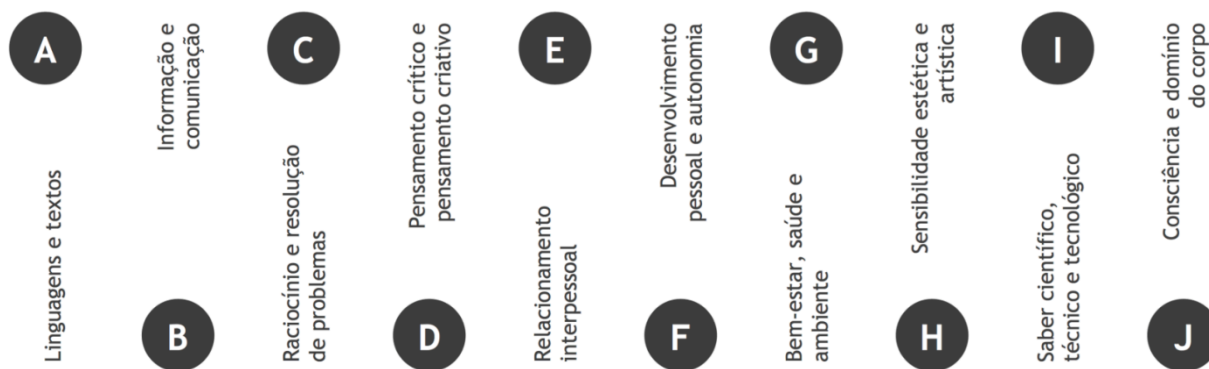 A
Linguagens e textos
Informação e
comunicação
B
C
Raciocínio e resolução
de problemas
Pensamento crítico e
pensamento criativo
D
E
Relacionamento
interpessoal
Desenvolvimento
pessoal e autonomia
F
G
Bem-estar, saúde e
ambiente
Sensibilidade estética e
artística
H
I
Saber científico,
técnico e tecnológico
Consciência e domínio
do corpo
J